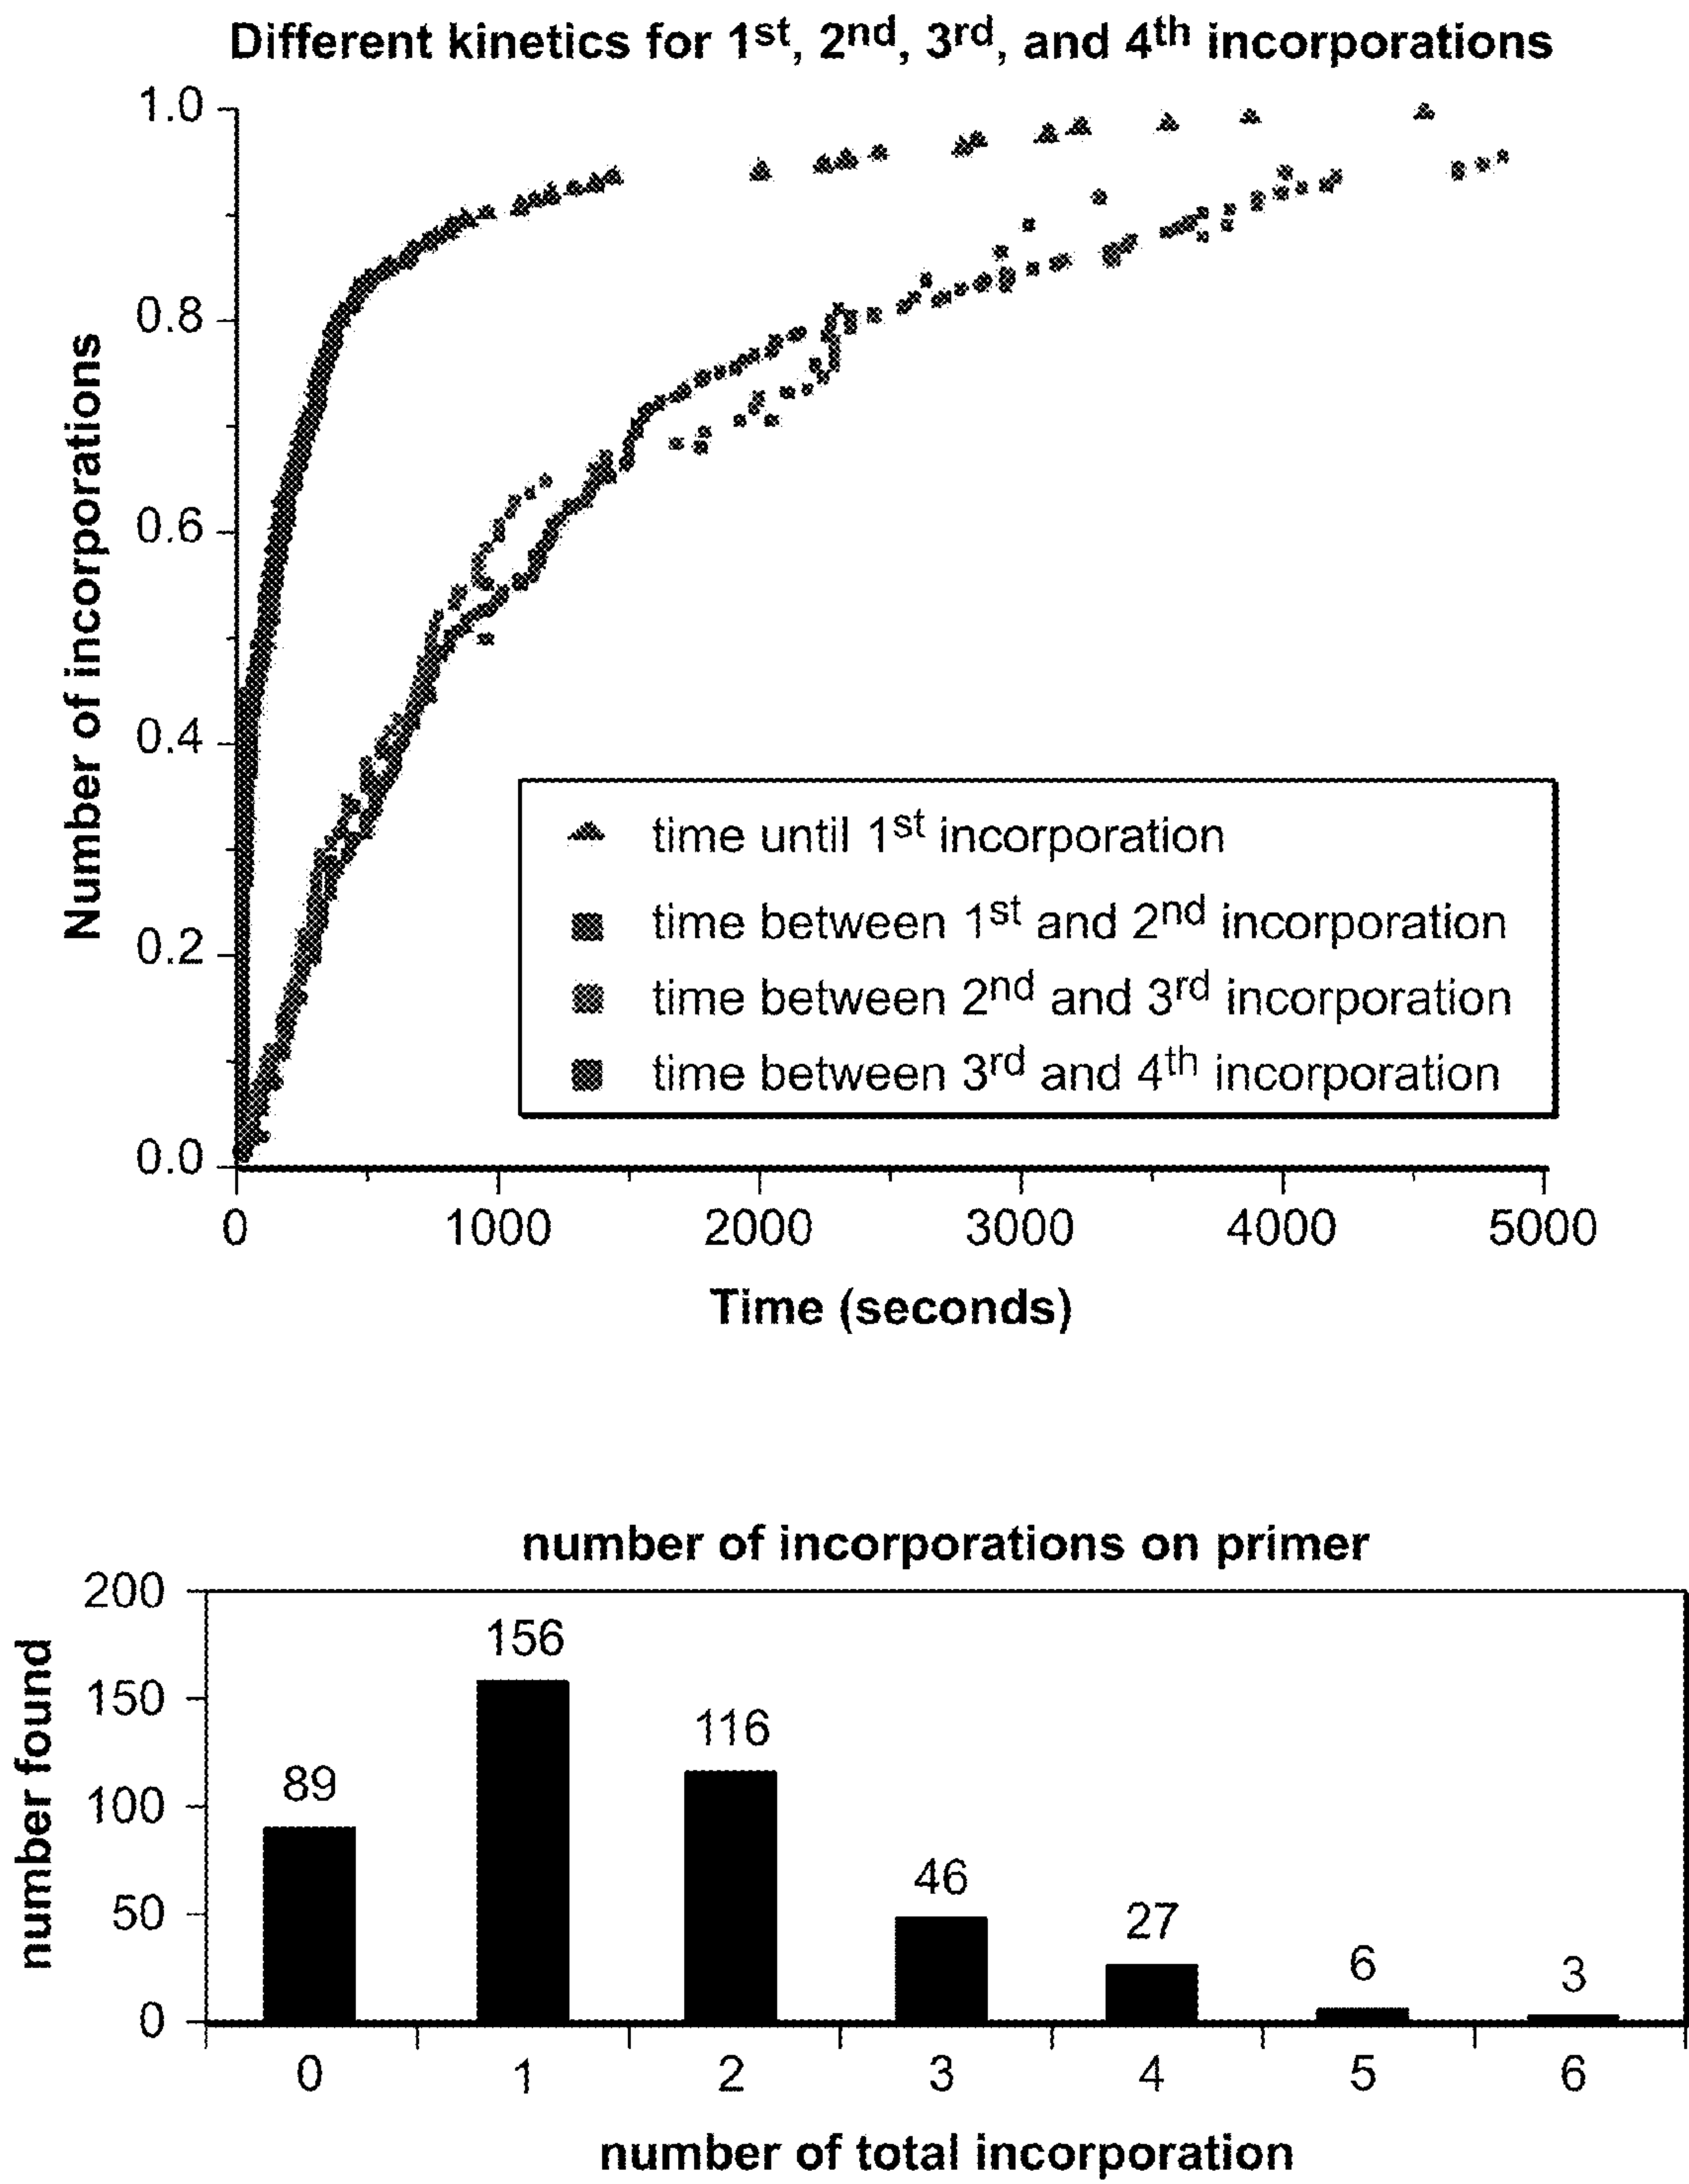 Different kinetics for 1st, 2nd, 3rd, and 4th incorporations
1.0
0.8
0.6
0.4
0.2
0.0
Number of incorporations
time until 1st incorporation
time between 1st and 2nd incorporation
time between 2nd and 3rd incorporation
time between 3rd and 4th incorporation
0 1000 2000 3000 4000 5000
Time (seconds)
number of incorporations on primer
200
150
100
50
0
number found
89 156 116 46 27 6 3
0 1 2 3 4 5 6
number of total incorporation